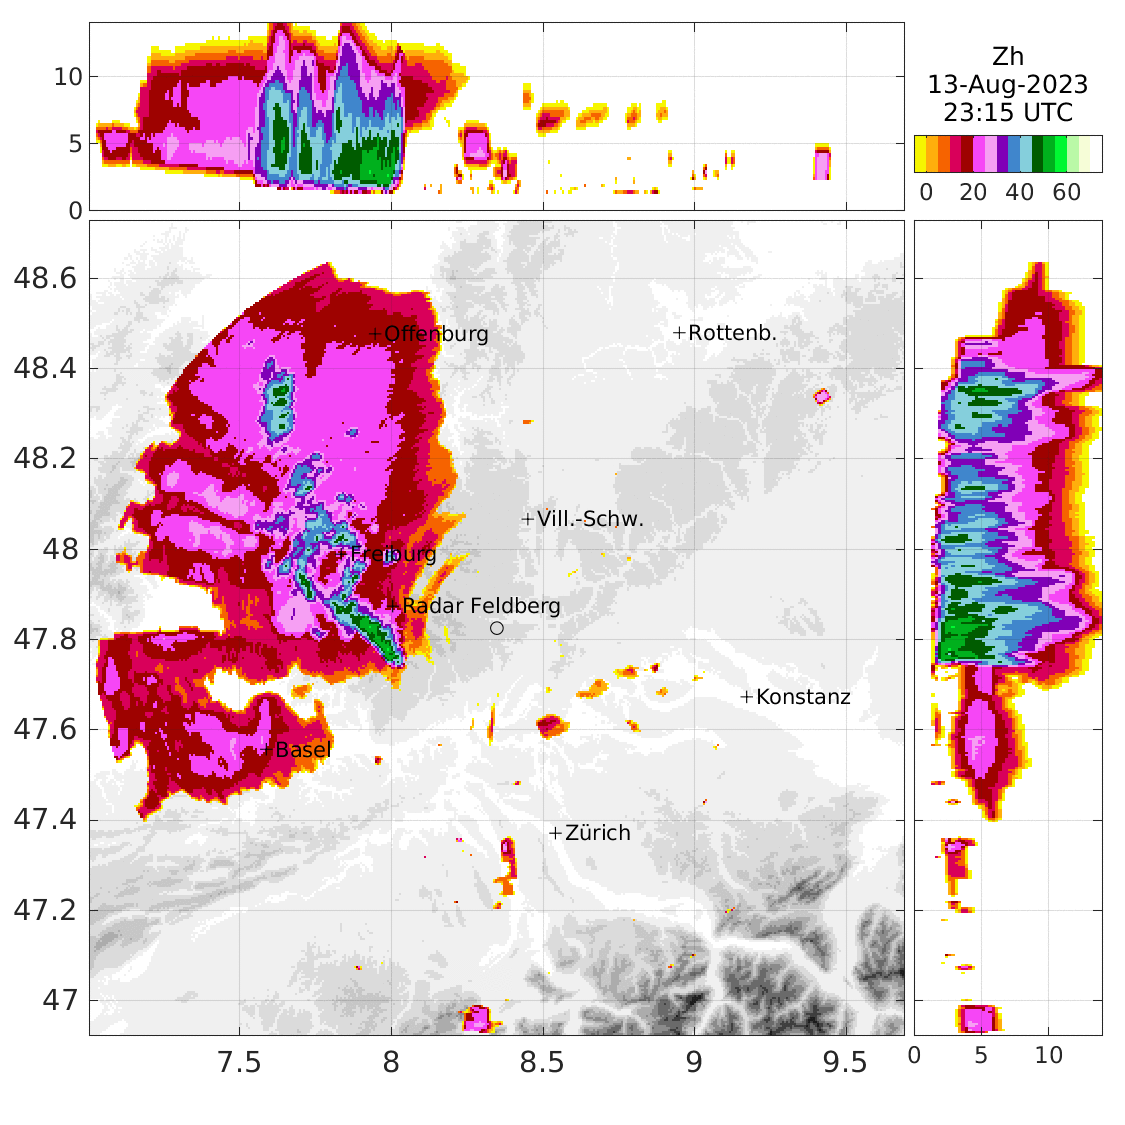 Zh
13-Aug-2023
23:15 UTC
0 20 40 60
10
5
0
48.6
Offenburg
Rottenb.
48.4
48.2
Vill.-Schw.
48
Freiburg
Radar Feldberg
47.8
Konstanz
47.6
Basel
47.4
Zürich
47.2
47
7.5 8 8.5 9 9.5
0 5 10